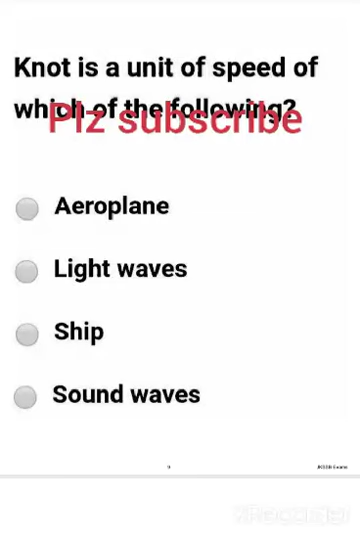 Knot is a unit of speed of
which of the following?
Plz subscribe
Aeroplane
Light waves
Ship
Sound waves